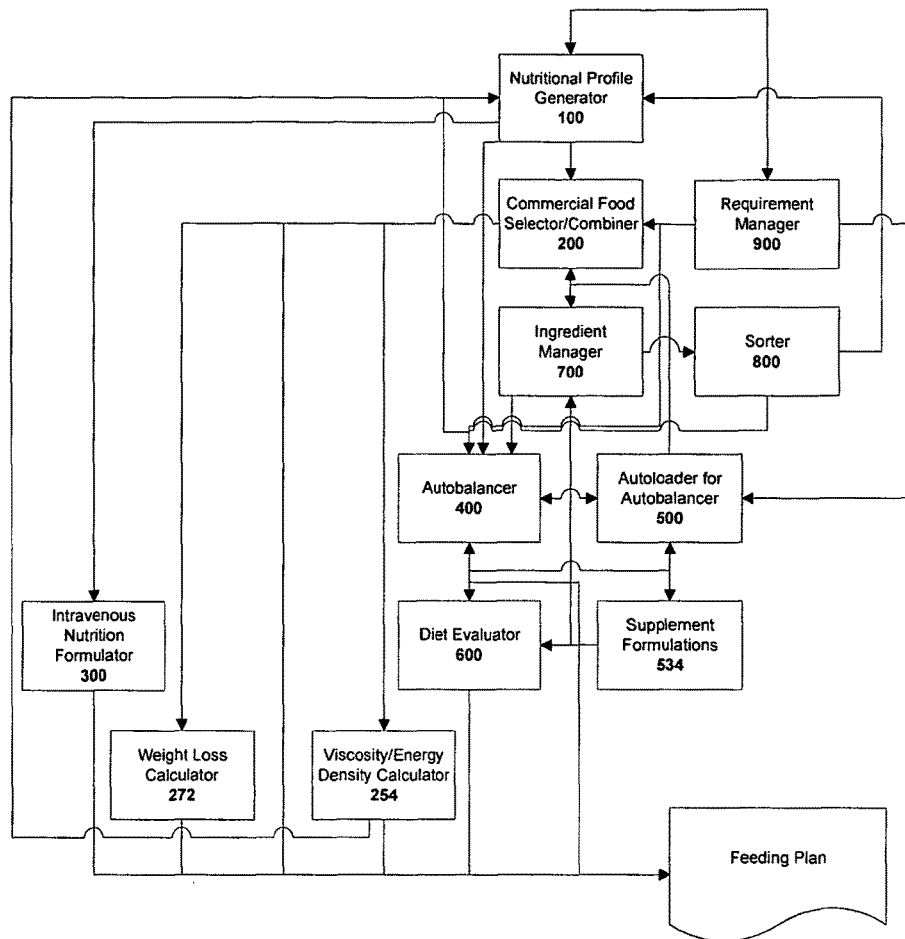 Nutritional Profile
Generator
100
Commercial Food
Selector/Combiner
200
Requirement
Manager
900
Ingredient
Manager
700
Sorter
800
Autobalancer
400
Autoloader for
Autobalancer
500
Intravenous
Nutrition
Formulator
300
Diet Evaluator
600
Supplement
Formulations
534
Weight Loss
Calculator
272
Viscosity/Energy
Density Calculator
254
Feeding Plan